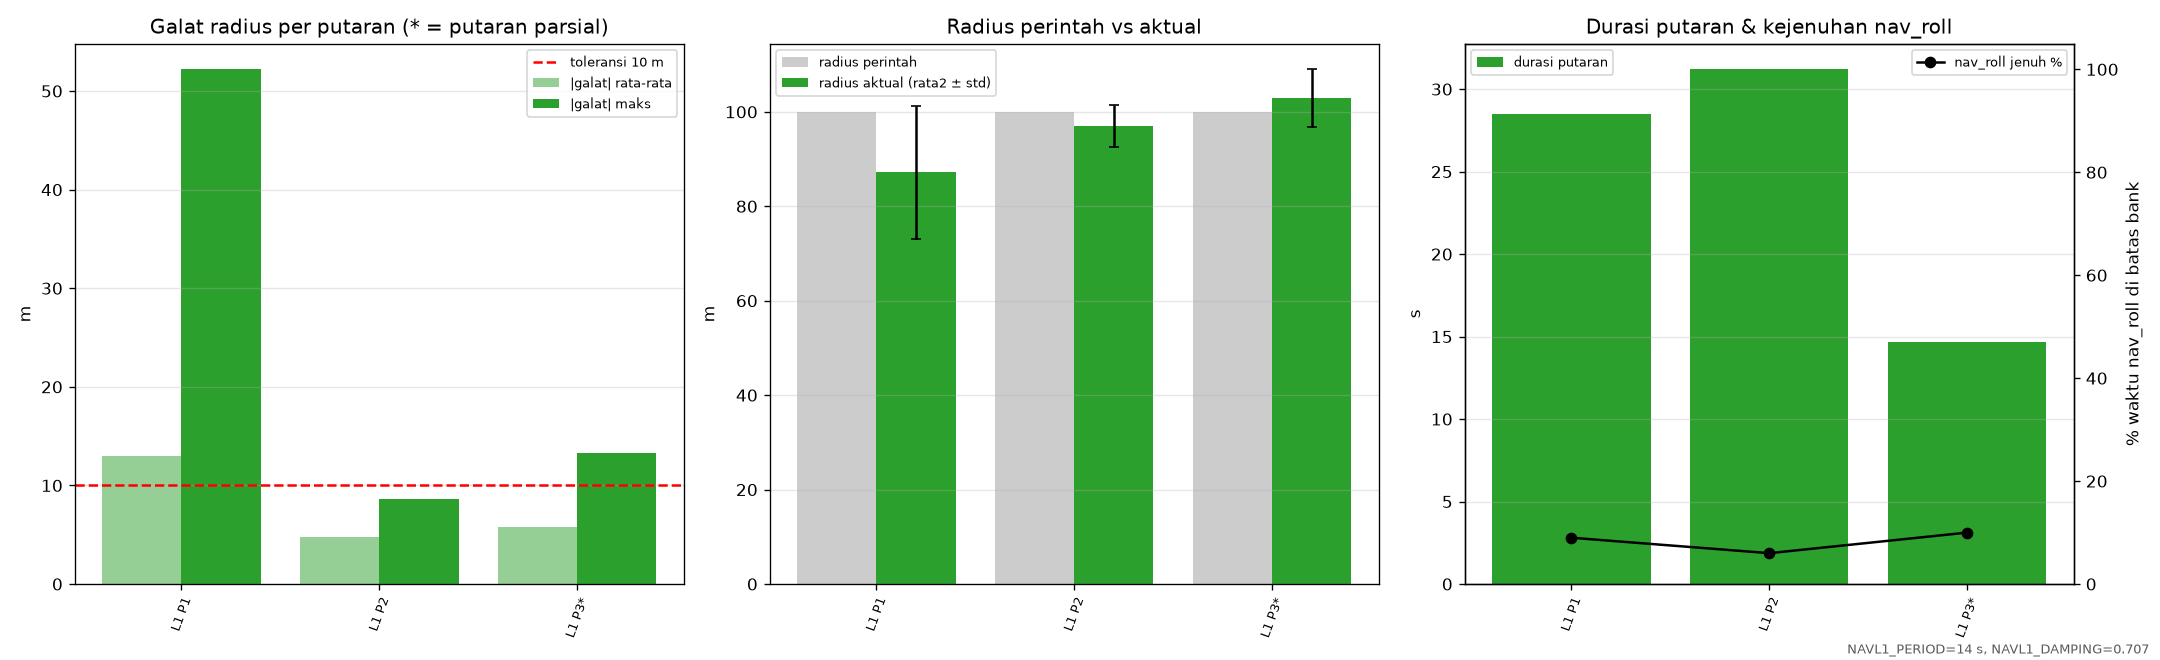 Galat radius per putaran (* = putaran parsial)
toleransi 10 m
|galat| rata-rata
|galat| maks
m
50
40
30
20
10
0
L1 P1
L1 P2
L1 P3*
Radius perintah vs aktual
radius perintah
radius aktual (rata2 ± std)
m
100
80
60
40
20
0
L1 P1
L1 P2
L1 P3*
Durasi putaran & kejenuhan nav_roll
durasi putaran
nav_roll jenuh %
s
30
25
20
15
10
5
0
100
80
60
40
20
0
% waktu nav_roll di batas bank
L1 P1
L1 P2
L1 P3*
NAVL1_PERIOD=14 s, NAVL1_DAMPING=0.707